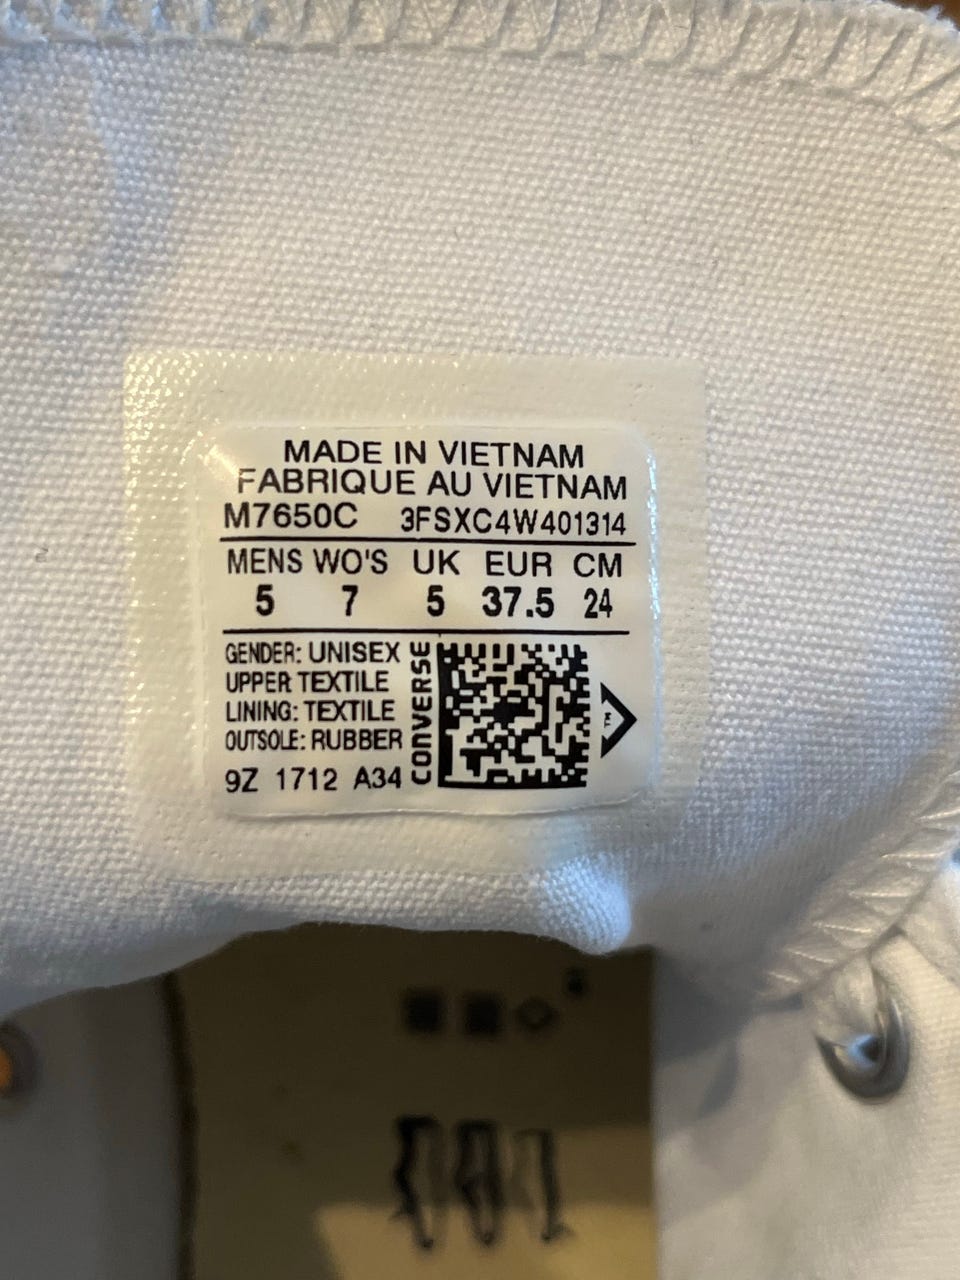 MADE IN VIETNAM
FABRIQUE AU VIETNAM
M7650C 3FSXC4W401314
MENS WO'S UK EUR CM
5 7 5 37.5 24
GENDER: UNISEX
UPPER TEXTILE
LINING: TEXTILE
OUTSOLE: RUBBER
9Z 1712 A34
CONVERSE